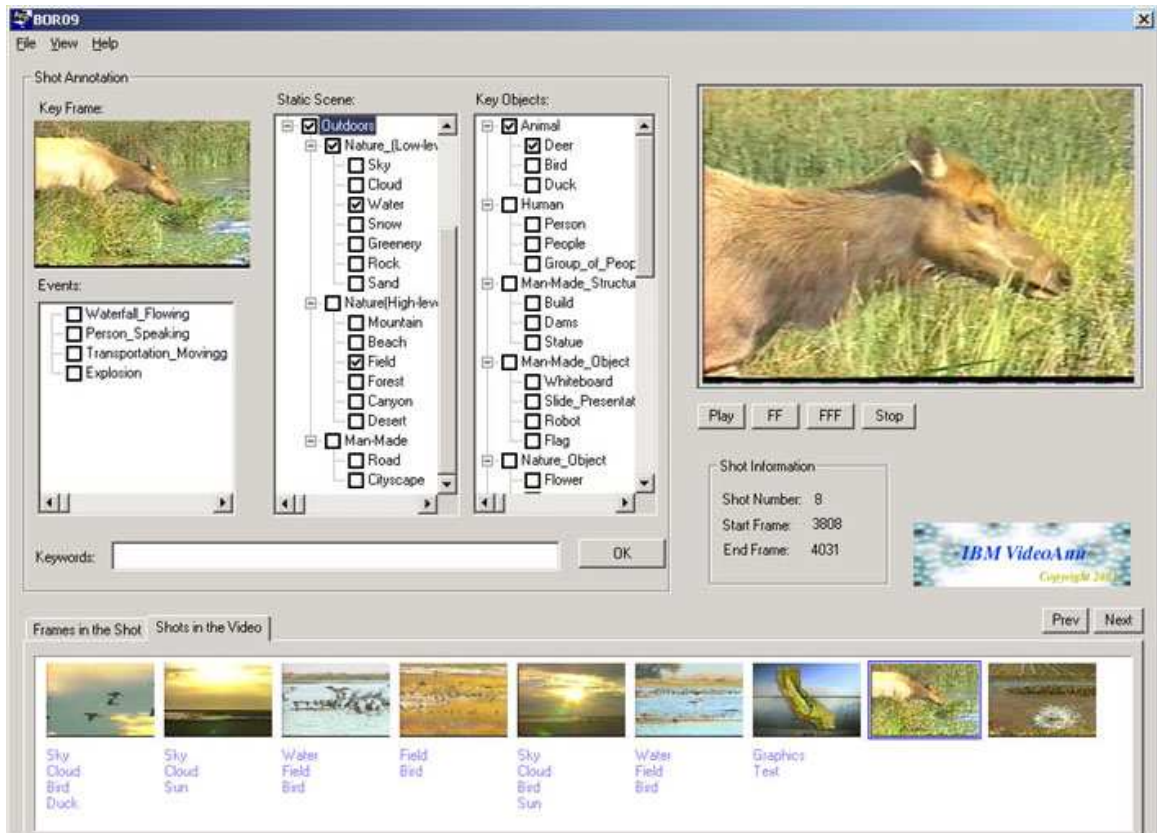 BOR09
File View Help
Shot Annotation
Key Frame:
Events:
Waterfall_Flowing
Person_Speaking
Transportation_Movingg
Explosion
Static Scene:
Outdoors
Nature_(Low-lev
Sky
Cloud
Water
Snow
Greenery
Rock
Sand
Nature(High-lev
Mountain
Beach
Field
Forest
Canyon
Desert
Man-Made
Road
Cityscape
Key Objects:
Animal
Deer
Bird
Duck
Human
Person
People
Group_of_Peop
Man-Made_Structu
Build
Dams
Statue
Man-Made_Object
Whiteboard
Slide_Presentat
Robot
Flag
Nature_Object
Flower
Keywords:
OK
Play FF FFF Stop
Shot Information
Shot Number: 8
Start Frame: 3808
End Frame: 4031
IBM VideoAnn
Copyright
Prev Next
Frames in the Shot Shots in the Video
Sky
Cloud
Bird
Duck
Sky
Cloud
Sun
Water
Field
Bird
Field
Bird
Sky
Cloud
Bird
Sun
Water
Field
Bird
Graphics
Text